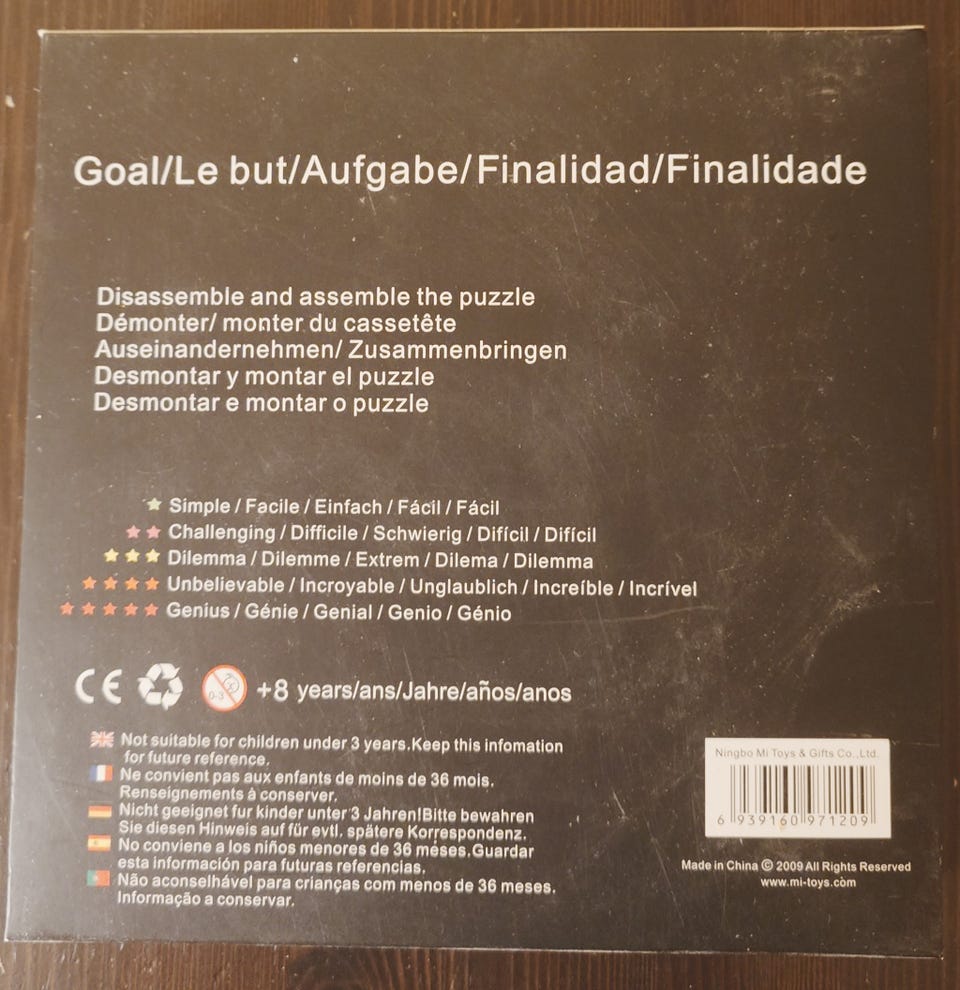 Goal/Le but/Aufgabe/Finalidad/Finalidade
Disassemble and assemble the puzzle
Démonter/ monter du cassetête
Auseinandernehmen/ Zusammenbringen
Desmontar y montar el puzzle
Desmontar e montar o puzzle
Simple / Facile / Einfach / Fácil / Fácil
Challenging / Difficile / Schwierig / Difícil / Difícil
Dilemma / Dilemme / Extrem / Dilema / Dilemma
Unbelievable / Incroyable / Unglaublich / Increíble / Incrível
Genius / Génie / Genial / Genio / Génio
CE 0-3 +8 years/ans/Jahre/años/anos
Not suitable for children under 3 years.Keep this infomation
for future reference.
Ne convient pas aux enfants de moins de 36 mois.
Renseignements à conserver.
Nicht geeignet fur kinder unter 3 Jahren!Bitte bewahren
Sie diesen Hinweis auf für evtl. spätere Korrespondenz.
No conviene a los niños menores de 36 meses.Guardar
esta información para futuras referencias.
Não aconselhável para crianças com menos de 36 meses.
Informação a conservar.
Ningbo Mi Toys & Gifts Co.,Ltd.
6 939160 971209
Made in China © 2009 All Rights Reserved
www.mi-toys.com